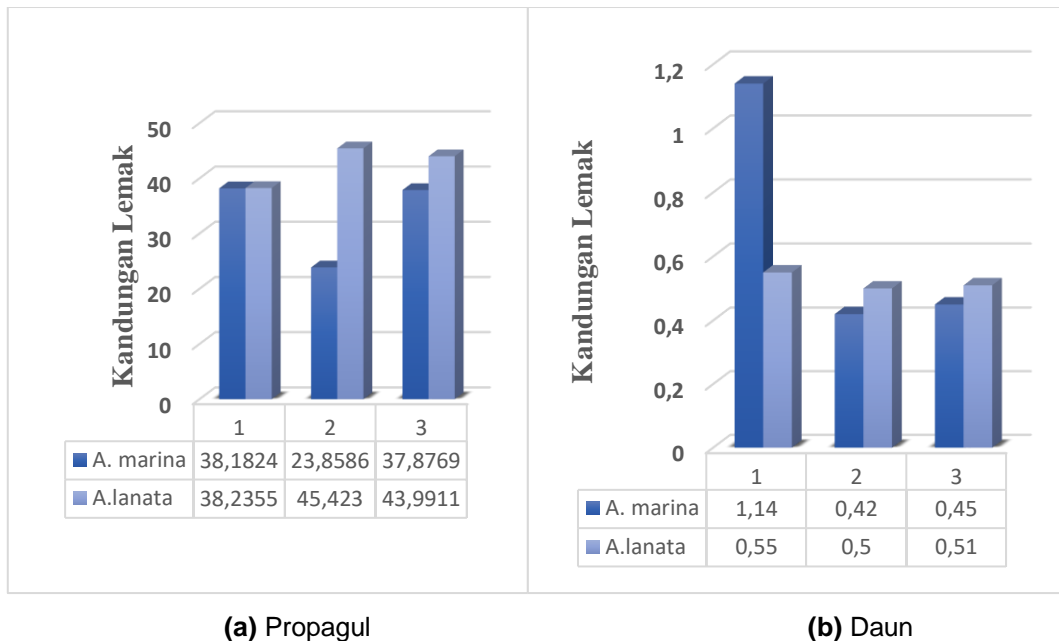 Kandungan Lemak
50
40
30
20
10
0
1 2 3
A. marina 38,1824 23,8586 37,8769
A.lanata 38,2355 45,423 43,9911
(a) Propagul
Kandungan Lemak
1,2
1
0,8
0,6
0,4
0,2
0
1 2 3
A. marina 1,14 0,42 0,45
A.lanata 0,55 0,5 0,51
(b) Daun